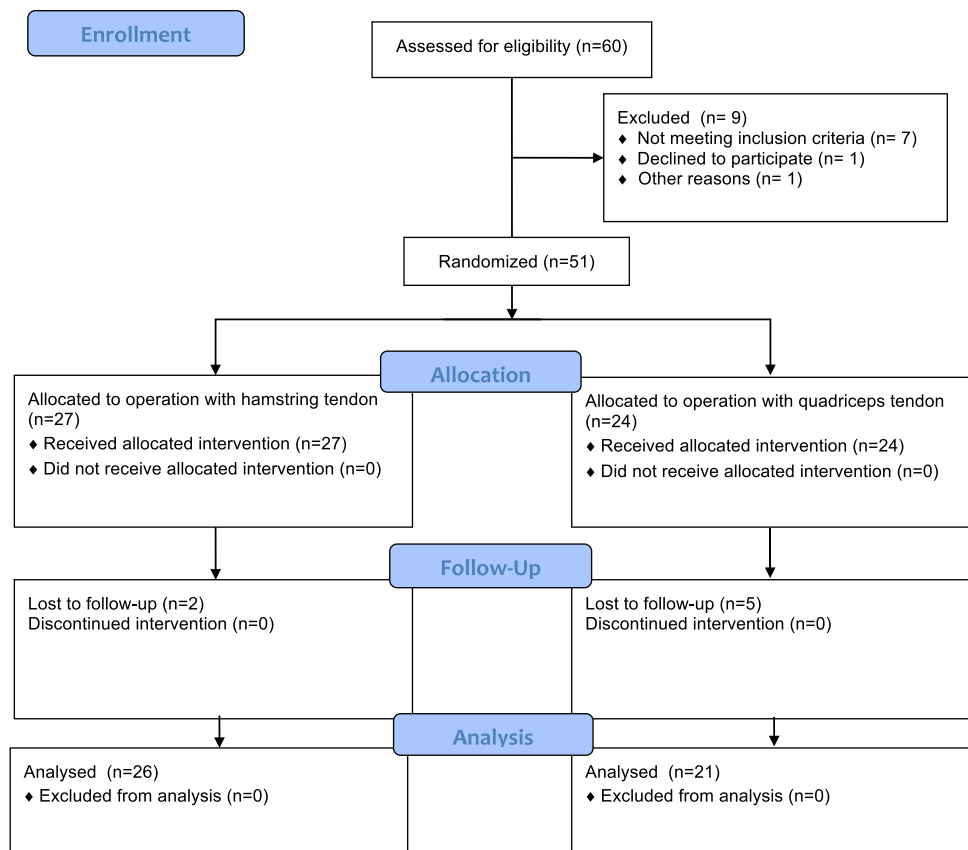 Enrollment
Assessed for eligibility (n=60)
Excluded (n= 9)
♦ Not meeting inclusion criteria (n= 7)
♦ Declined to participate (n= 1)
♦ Other reasons (n= 1)
Randomized (n=51)
Allocation
Allocated to operation with hamstring tendon
(n=27)
♦ Received allocated intervention (n=27)
♦ Did not receive allocated intervention (n=0)
Allocated to operation with quadriceps tendon
(n=24)
♦ Received allocated intervention (n=24)
♦ Did not receive allocated intervention (n=0)
Follow-Up
Lost to follow-up (n=2)
Discontinued intervention (n=0)
Lost to follow-up (n=5)
Discontinued intervention (n=0)
Analysis
Analysed (n=26)
♦ Excluded from analysis (n=0)
Analysed (n=21)
♦ Excluded from analysis (n=0)